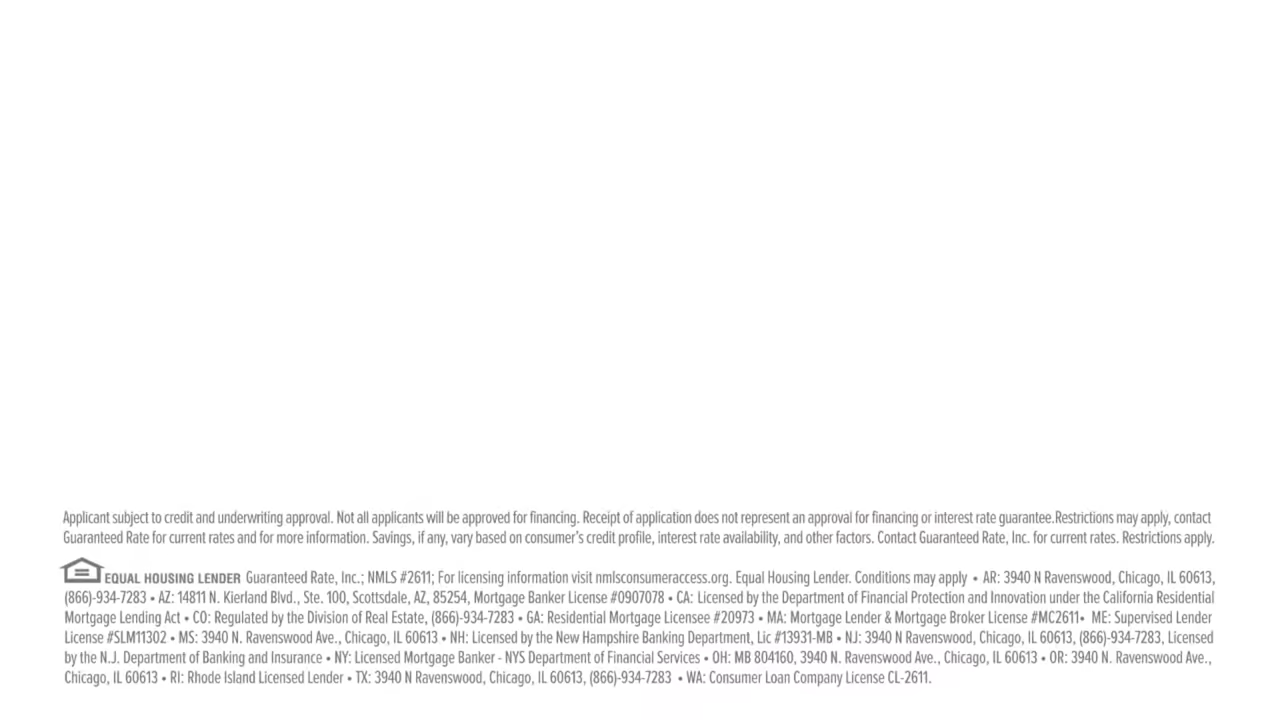 Applicant subject to credit and underwriting approval. Not all applicants will be approved for financing. Receipt of application does not represent an approval for financing or interest rate guarantee.Restrictions may apply, contact
Guaranteed Rate for current rates and for more information. Savings, if any, vary based on consumer's credit profile, interest rate availability, and other factors. Contact Guaranteed Rate, Inc. for current rates. Restrictions apply.
EQUAL HOUSING LENDER Guaranteed Rate, Inc.; NMLS #2611; For licensing information visit nmlsconsumeraccess.org. Equal Housing Lender. Conditions may apply • AR: 3940 N Ravenswood, Chicago, IL 60613,
(866)-934-7283 • AZ: 14811 N. Kierland Blvd., Ste. 100, Scottsdale, AZ, 85254, Mortgage Banker License #0907078 • CA: Licensed by the Department of Financial Protection and Innovation under the California Residential
Mortgage Lending Act • CO: Regulated by the Division of Real Estate, (866)-934-7283 • GA: Residential Mortgage Licensee #20973 • MA: Mortgage Lender & Mortgage Broker License #MC2611• ME: Supervised Lender
License #SLM11302 • MS: 3940 N. Ravenswood Ave., Chicago, IL 60613 • NH: Licensed by the New Hampshire Banking Department, Lic #13931-MB • NJ: 3940 N Ravenswood, Chicago, IL 60613, (866)-934-7283, Licensed
by the N.J. Department of Banking and Insurance • NY: Licensed Mortgage Banker - NYS Department of Financial Services • OH: MB 804160, 3940 N. Ravenswood Ave., Chicago, IL 60613 • OR: 3940 N. Ravenswood Ave.,
Chicago, IL 60613 • RI: Rhode Island Licensed Lender • TX: 3940 N Ravenswood, Chicago, IL 60613, (866)-934-7283 • WA: Consumer Loan Company License CL-2611.